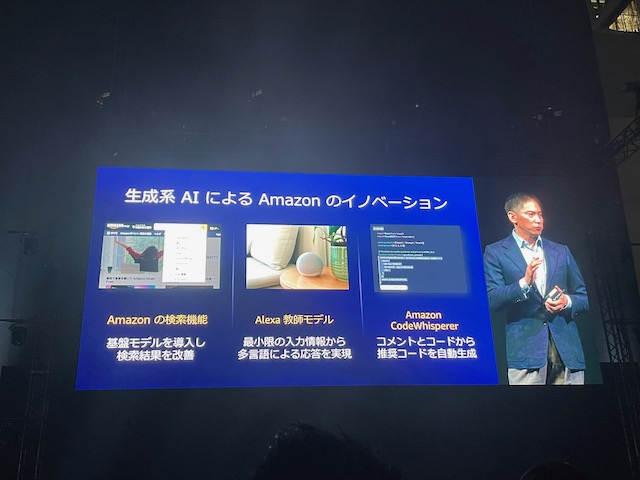 生成系 AI による Amazon のイノベーション
Amazon の検索機能
基盤モデルを導入し
検索結果を改善
Alexa 教師モデル
最小限の入力情報から
多言語による応答を実現
Amazon
CodeWhisperer
コメントとコードから
推奨コードを自動生成